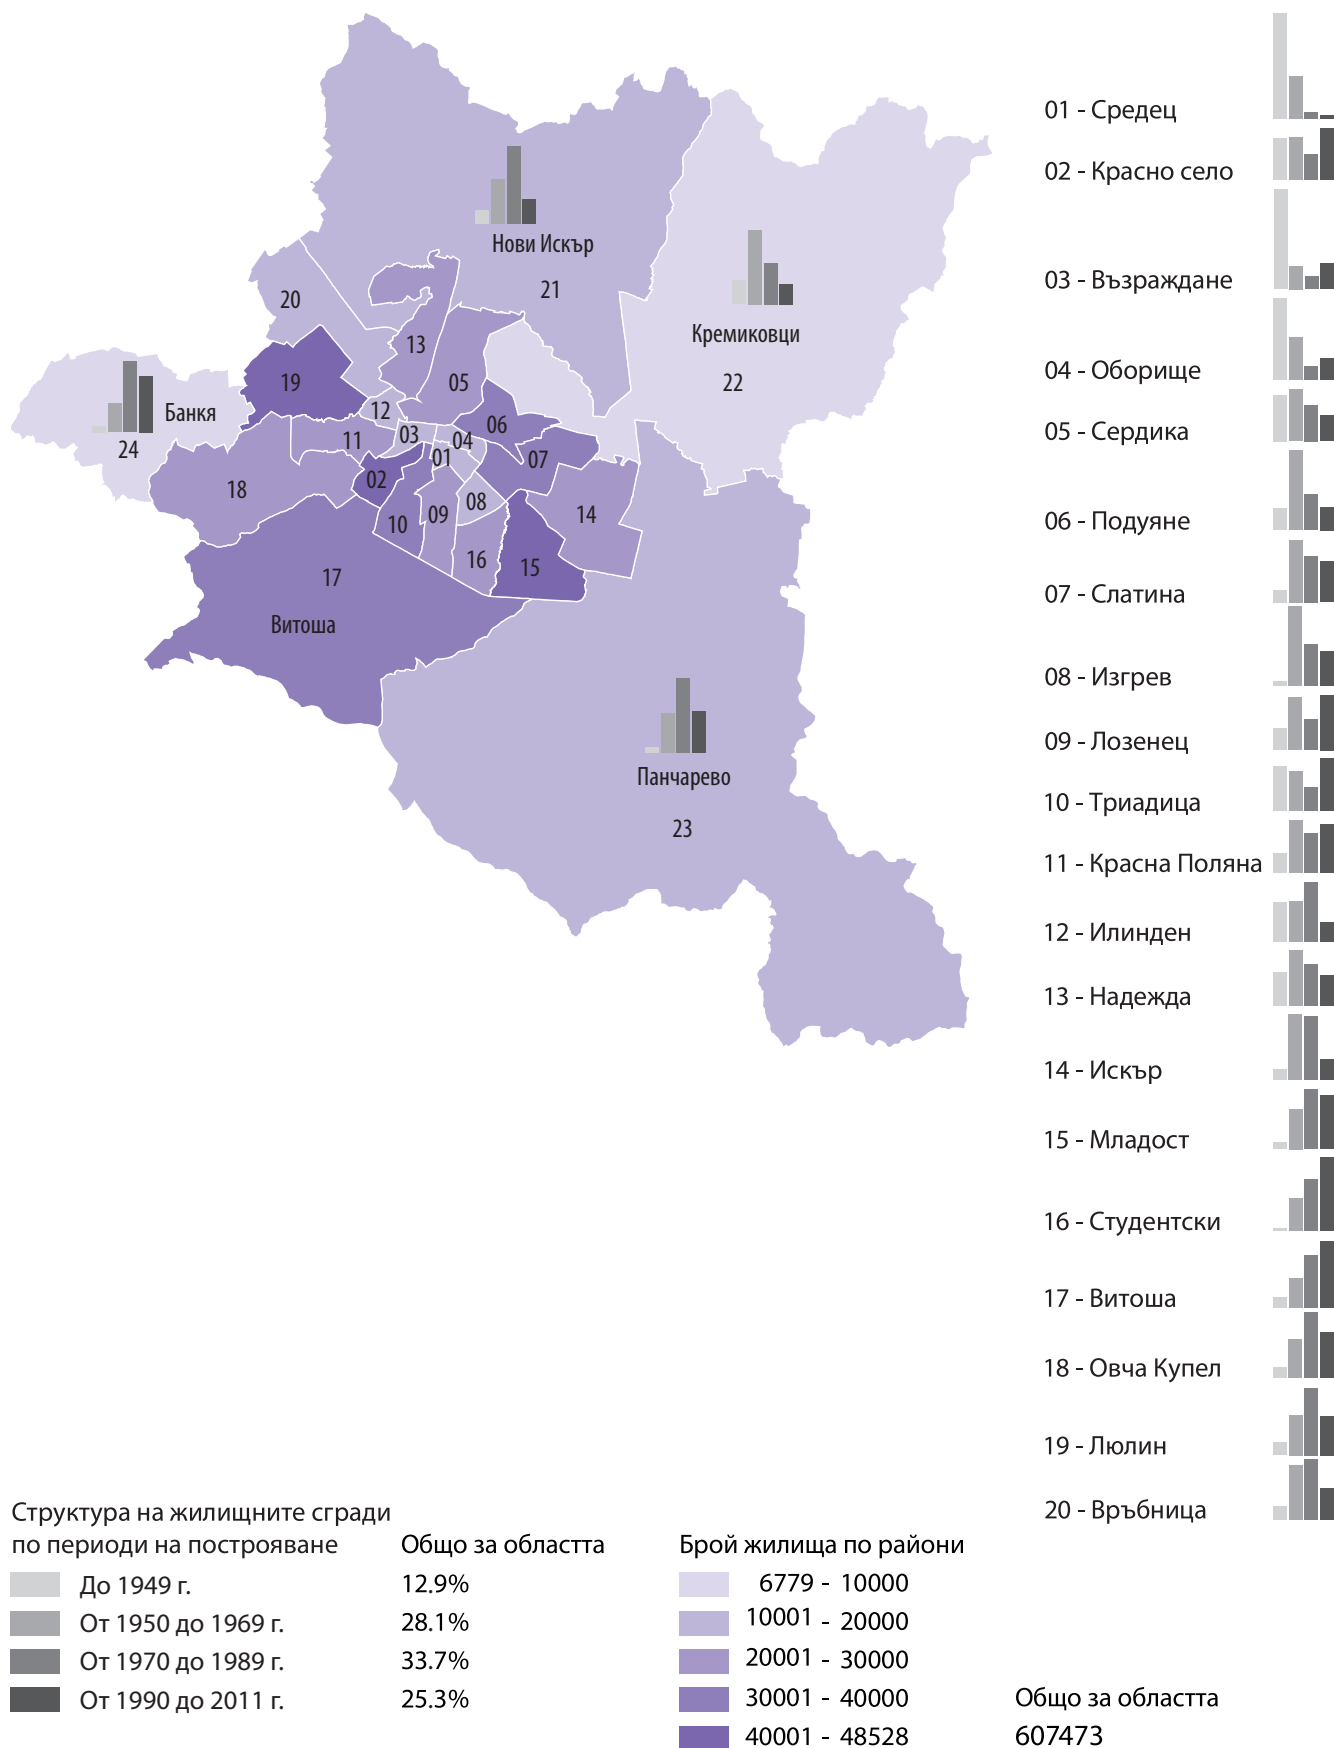 Нови Искър
21
20
13
Кремиковци
22
19
05
Банкя
24
12
06
11
03
04
01
07
18
02
08
09
10
14
16
15
17
Витоша
Панчарево
23
01 - Средец
02 - Красно село
03 - Възраждане
04 - Оборище
05 - Сердика
06 - Подуяне
07 - Слатина
08 - Изгрев
09 - Лозенец
10 - Триадица
11 - Красна Поляна
12 - Илинден
13 - Надежда
14 - Искър
15 - Младост
16 - Студентски
17 - Витоша
18 - Овча Купел
19 - Люлин
20 - Връбница
Структура на жилищните сгради
по периоди на построяване
Общо за областта
До 1949 г. 12.9%
От 1950 до 1969 г. 28.1%
От 1970 до 1989 г. 33.7%
От 1990 до 2011 г. 25.3%
Брой жилища по райони
6779 - 10000
10001 - 20000
20001 - 30000
30001 - 40000
40001 - 48528
Общо за областта
607473